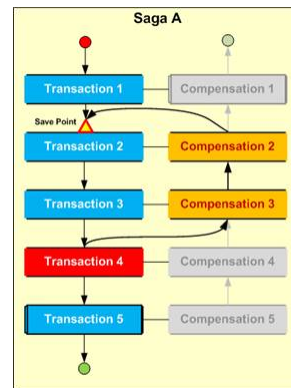 Saga A
Transaction 1
Compensation 1
Save Point
Transaction 2
Compensation 2
Transaction 3
Compensation 3
Transaction 4
Compensation 4
Transaction 5
Compensation 5